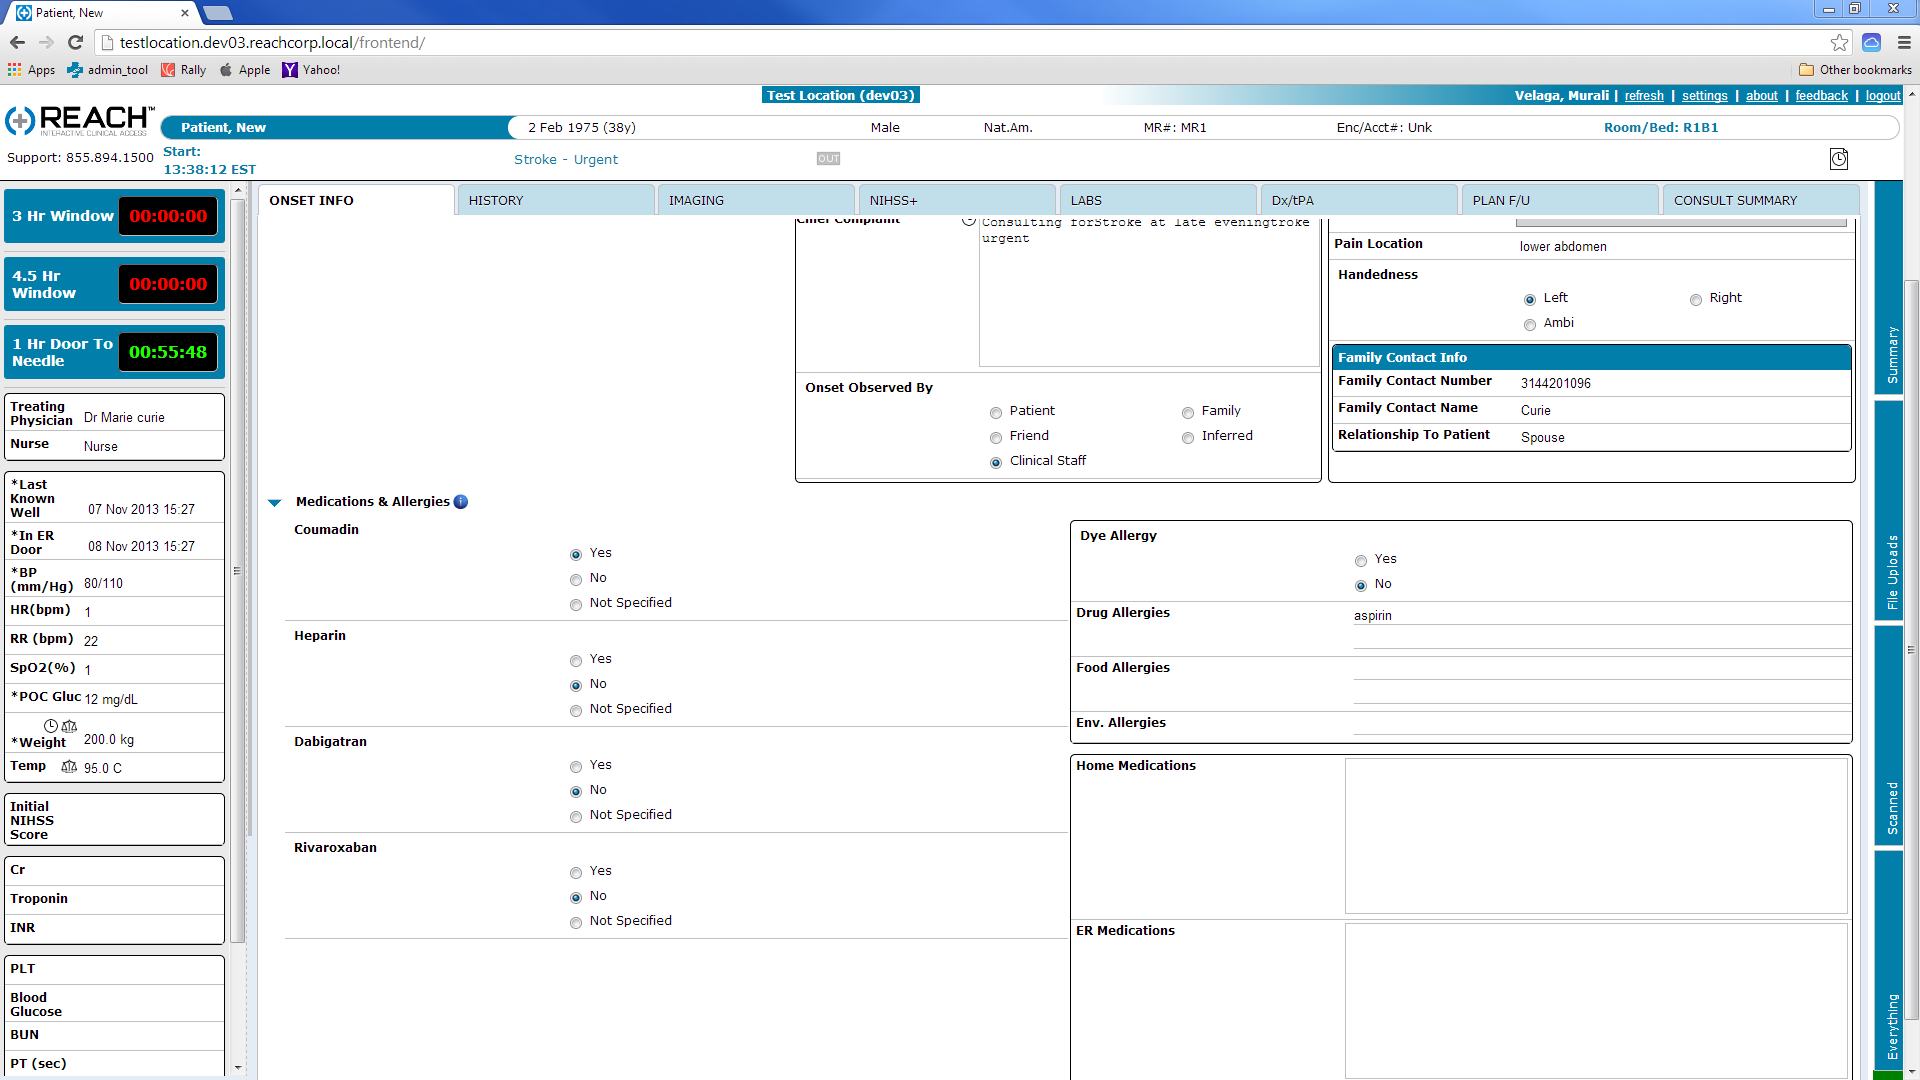 Patient, New
testlocation.dev03.reachcorp.local/frontend/
Apps admin_tool Rally Apple Yahoo! Other bookmarks
Test Location (dev03)
Velaga, Murali | refresh | settings | about | feedback | logout
REACH™
INTERACTIVE CLINICAL ACCESS
Patient, New 2 Feb 1975 (38y) Male Nat.Am. MR#: MR1 Enc/Acct#: Unk Room/Bed: R1B1
Support: 855.894.1500
Start:
13:38:12 EST
Stroke - Urgent
OUT
3 Hr Window 00:00:00
4.5 Hr Window 00:00:00
1 Hr Door To Needle 00:55:48
Treating Physician Dr Marie curie
Nurse Nurse
*Last Known Well 07 Nov 2013 15:27
*In ER Door 08 Nov 2013 15:27
*BP (mm/Hg) 80/110
HR(bpm) 1
RR (bpm) 22
SpO2(%) 1
*POC Gluc 12 mg/dL
*Weight 200.0 kg
Temp 95.0 C
Initial NIHSS Score
Cr
Troponin
INR
PLT
Blood Glucose
BUN
PT (sec)
ONSET INFO HISTORY IMAGING NIHSS+ LABS Dx/tPA PLAN F/U CONSULT SUMMARY
Chief Complaint
Consulting forStroke at late eveningtroke
urgent
Onset Observed By
Patient Family
Friend Inferred
Clinical Staff
Pain Location lower abdomen
Handedness
Left Right
Ambi
Family Contact Info
Family Contact Number 3144201096
Family Contact Name Curie
Relationship To Patient Spouse
Medications & Allergies i
Coumadin
Yes
No
Not Specified
Heparin
Yes
No
Not Specified
Dabigatran
Yes
No
Not Specified
Rivaroxaban
Yes
No
Not Specified
Dye Allergy
Yes
No
Drug Allergies aspirin
Food Allergies
Env. Allergies
Home Medications
ER Medications
Summary
File Uploads
Scanned
Everything